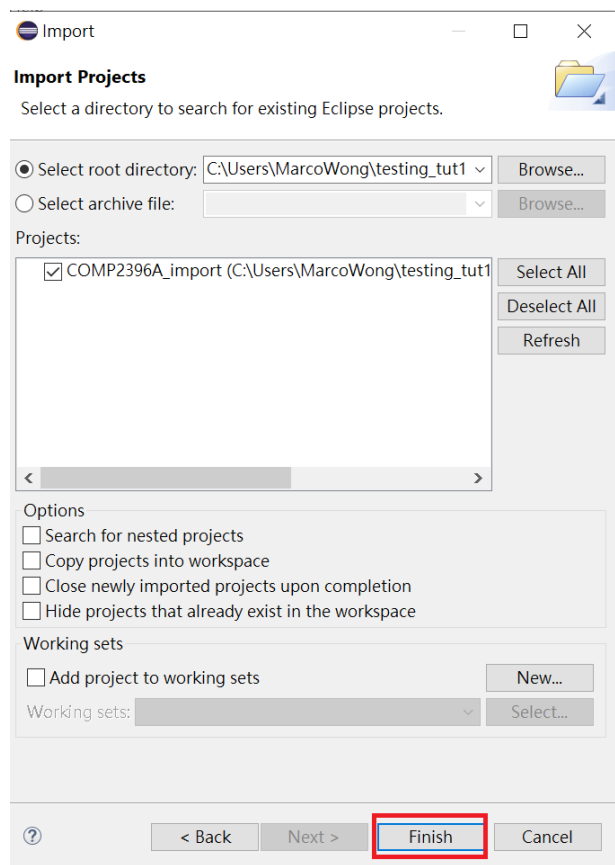 Import
Import Projects
Select a directory to search for existing Eclipse projects.
Select root directory: C:\Users\MarcoWong\testing_tut1 Browse...
Select archive file: Browse...
Projects:
COMP2396A_import (C:\Users\MarcoWong\testing_tut1 Select All
Deselect All
Refresh
Options
Search for nested projects
Copy projects into workspace
Close newly imported projects upon completion
Hide projects that already exist in the workspace
Working sets
Add project to working sets New...
Working sets: Select...
? < Back Next > Finish Cancel